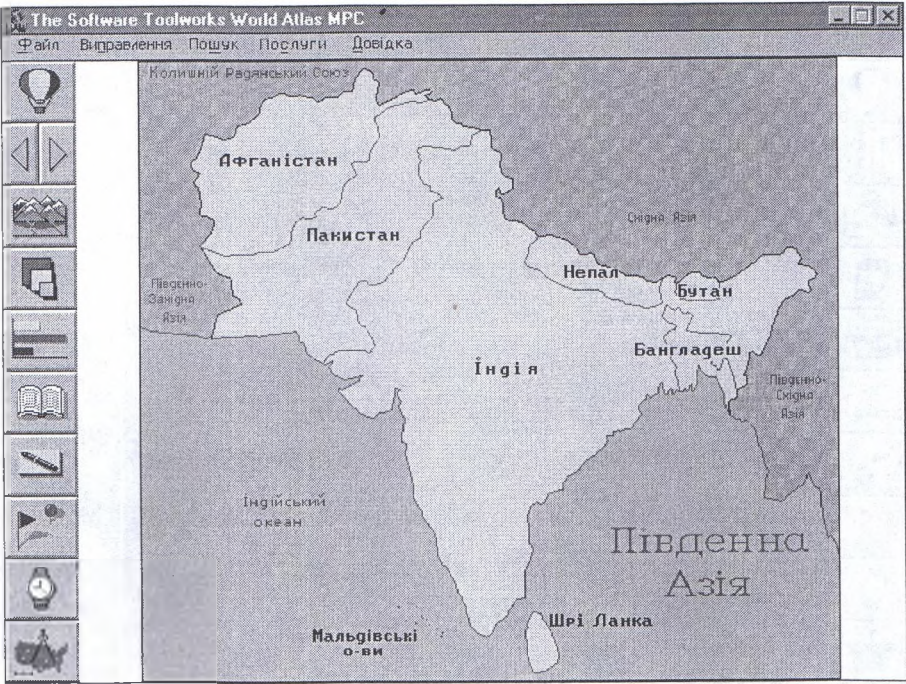 The Software Toolworks World Atlas MPC
Файл Виправлення Пошук Послуги Довідка
Колишній Радянський Союз
Афганістан
Східна Азія
Пакистан
Непал
Південно-
Західна
Азія
Бутан
Бангладеш
Індія
Південно-
Східна
Азія
Індійський
океан
Південна
Азія
Шрі Ланка
Мальдівські
о-ви